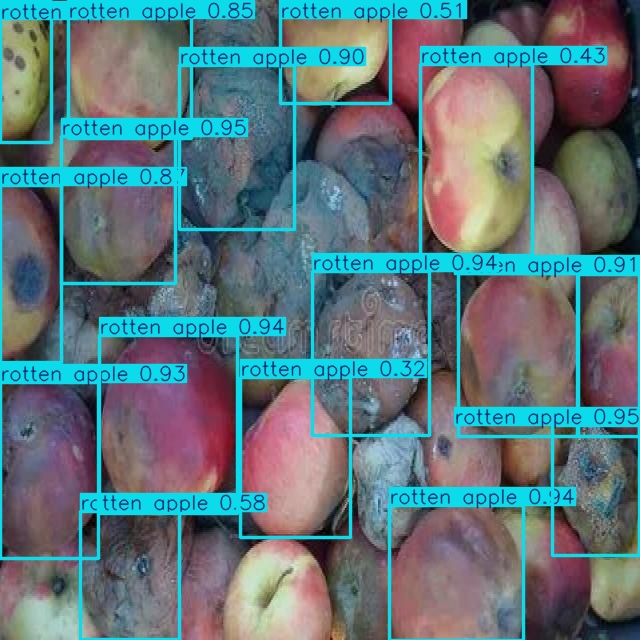 rotten
rotten apple 0.85
rotten apple 0.51
rotten apple 0.90
rotten apple 0.43
rotten apple 0.95
rotten apple 0.87
rotten apple 0.94
en apple 0.91
rotten apple 0.94
rotten apple 0.93
rotten apple 0.32
rotten apple 0.95
rotten apple 0.58
rotten apple 0.94